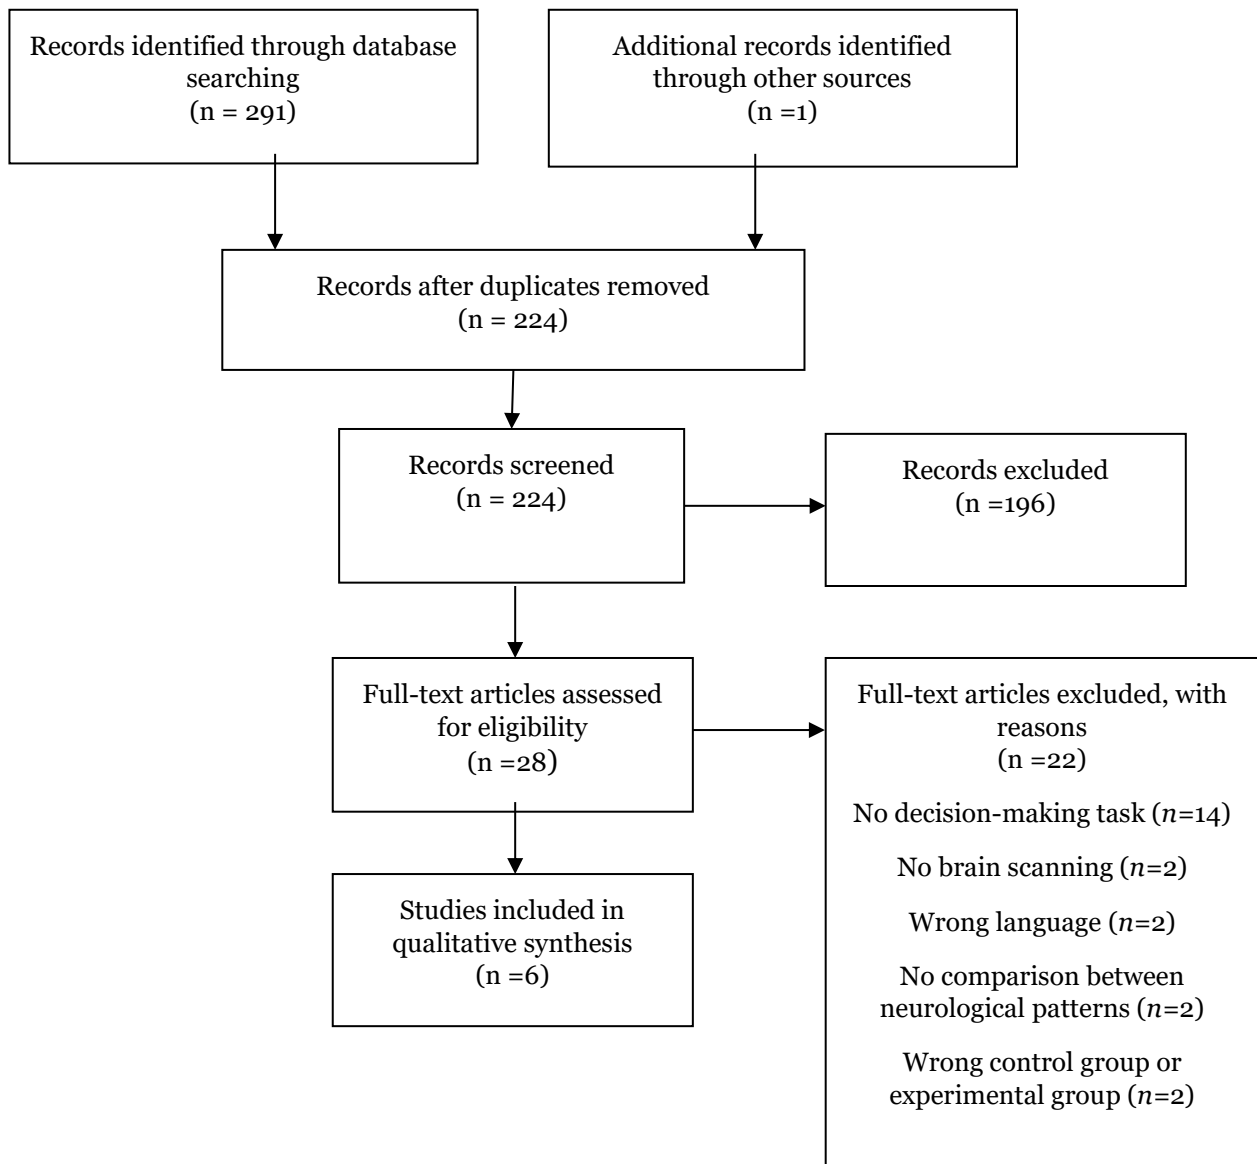 Records identified through database
searching
(n = 291)
Additional records identified
through other sources
(n =1)
Records after duplicates removed
(n = 224)
Records screened
(n = 224)
Records excluded
(n =196)
Full-text articles assessed
for eligibility
(n =28)
Full-text articles excluded, with
reasons
(n =22)
No decision-making task (n=14)
No brain scanning (n=2)
Wrong language (n=2)
No comparison between
neurological patterns (n=2)
Wrong control group or
experimental group (n=2)
Studies included in
qualitative synthesis
(n =6)